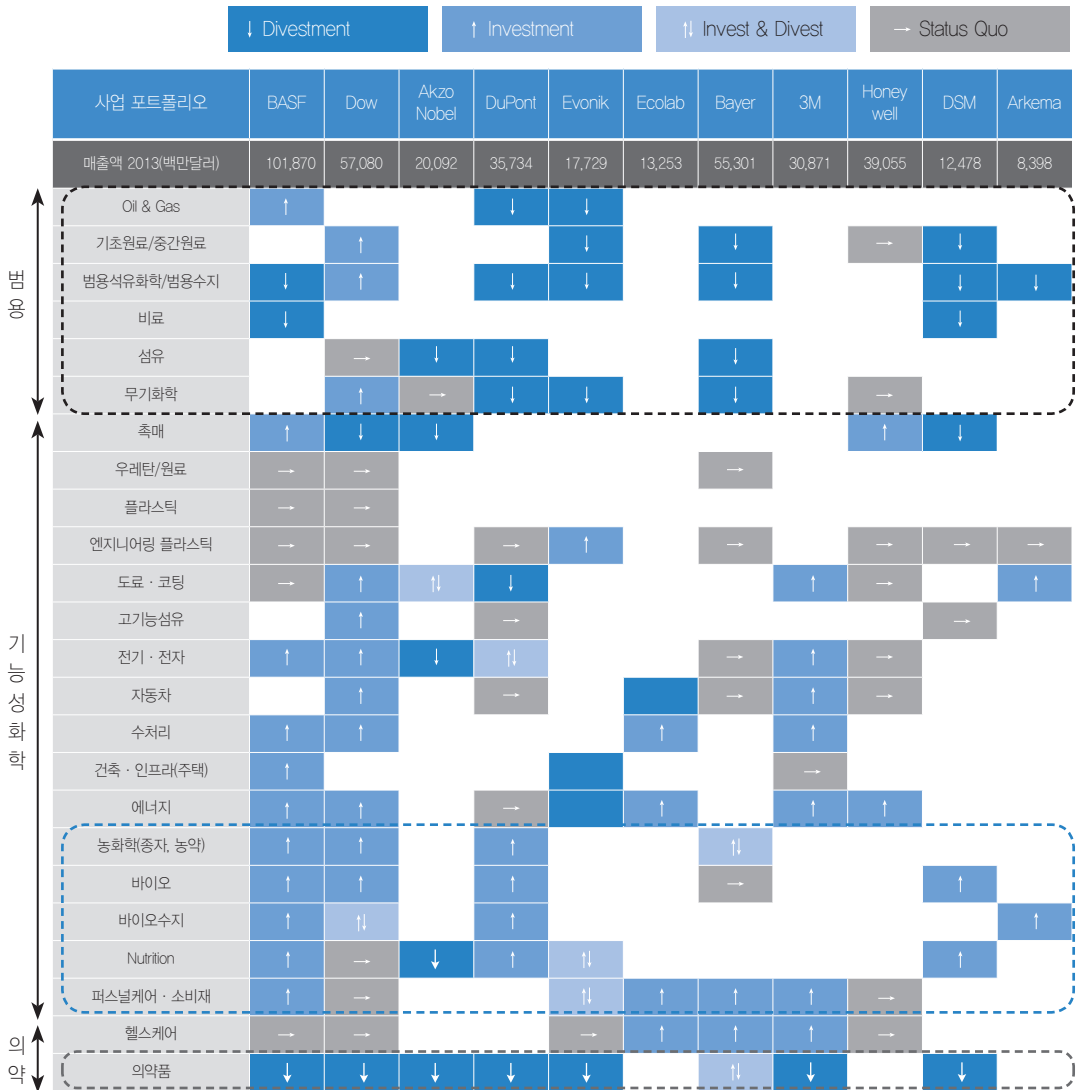 ↓ Divestment ↑ Investment ↑↓ Invest & Divest → Status Quo
사업 포트폴리오 BASF Dow Akzo Nobel DuPont Evonik Ecolab Bayer 3M Honey well DSM Arkema
매출액 2013(백만달러) 101,870 57,080 20,092 35,734 17,729 13,253 55,301 30,871 39,055 12,478 8,398
범용
Oil & Gas ↑ ↓ ↓
기초원료/중간원료 ↑ ↓ ↓ → ↓
범용석유화학/범용수지 ↓ ↑ ↓ ↓ ↓ ↓ ↓
비료 ↓ ↓
섬유 → ↓ ↓ ↓
무기화학 ↑ → ↓ ↓ ↓ →
기능성화학
촉매 ↑ ↓ ↓ ↑ ↓
우레탄/원료 → → →
플라스틱 → →
엔지니어링 플라스틱 → → → ↑ → → → →
도료 · 코팅 → ↑ ↑↓ ↓ ↑ → ↑
고기능섬유 ↑ → →
전기 · 전자 ↑ ↑ ↓ ↑↓ → ↑ →
자동차 ↑ → → ↑ →
수처리 ↑ ↑ ↑ ↑
건축 · 인프라(주택) ↑ →
에너지 ↑ ↑ → ↑ ↑ ↑
농화학(종자, 농약) ↑ ↑ ↑ ↑↓
바이오 ↑ ↑ ↑ → ↑
바이오수지 ↑ ↑↓ ↑ ↑
Nutrition ↑ → ↓ ↑ ↑↓ ↑
퍼스널케어 · 소비재 ↑ → ↑↓ ↑ ↑ ↑ →
의약
헬스케어 → → → ↑ ↑ ↑ →
의약품 ↓ ↓ ↓ ↓ ↓ ↑↓ ↓ ↓